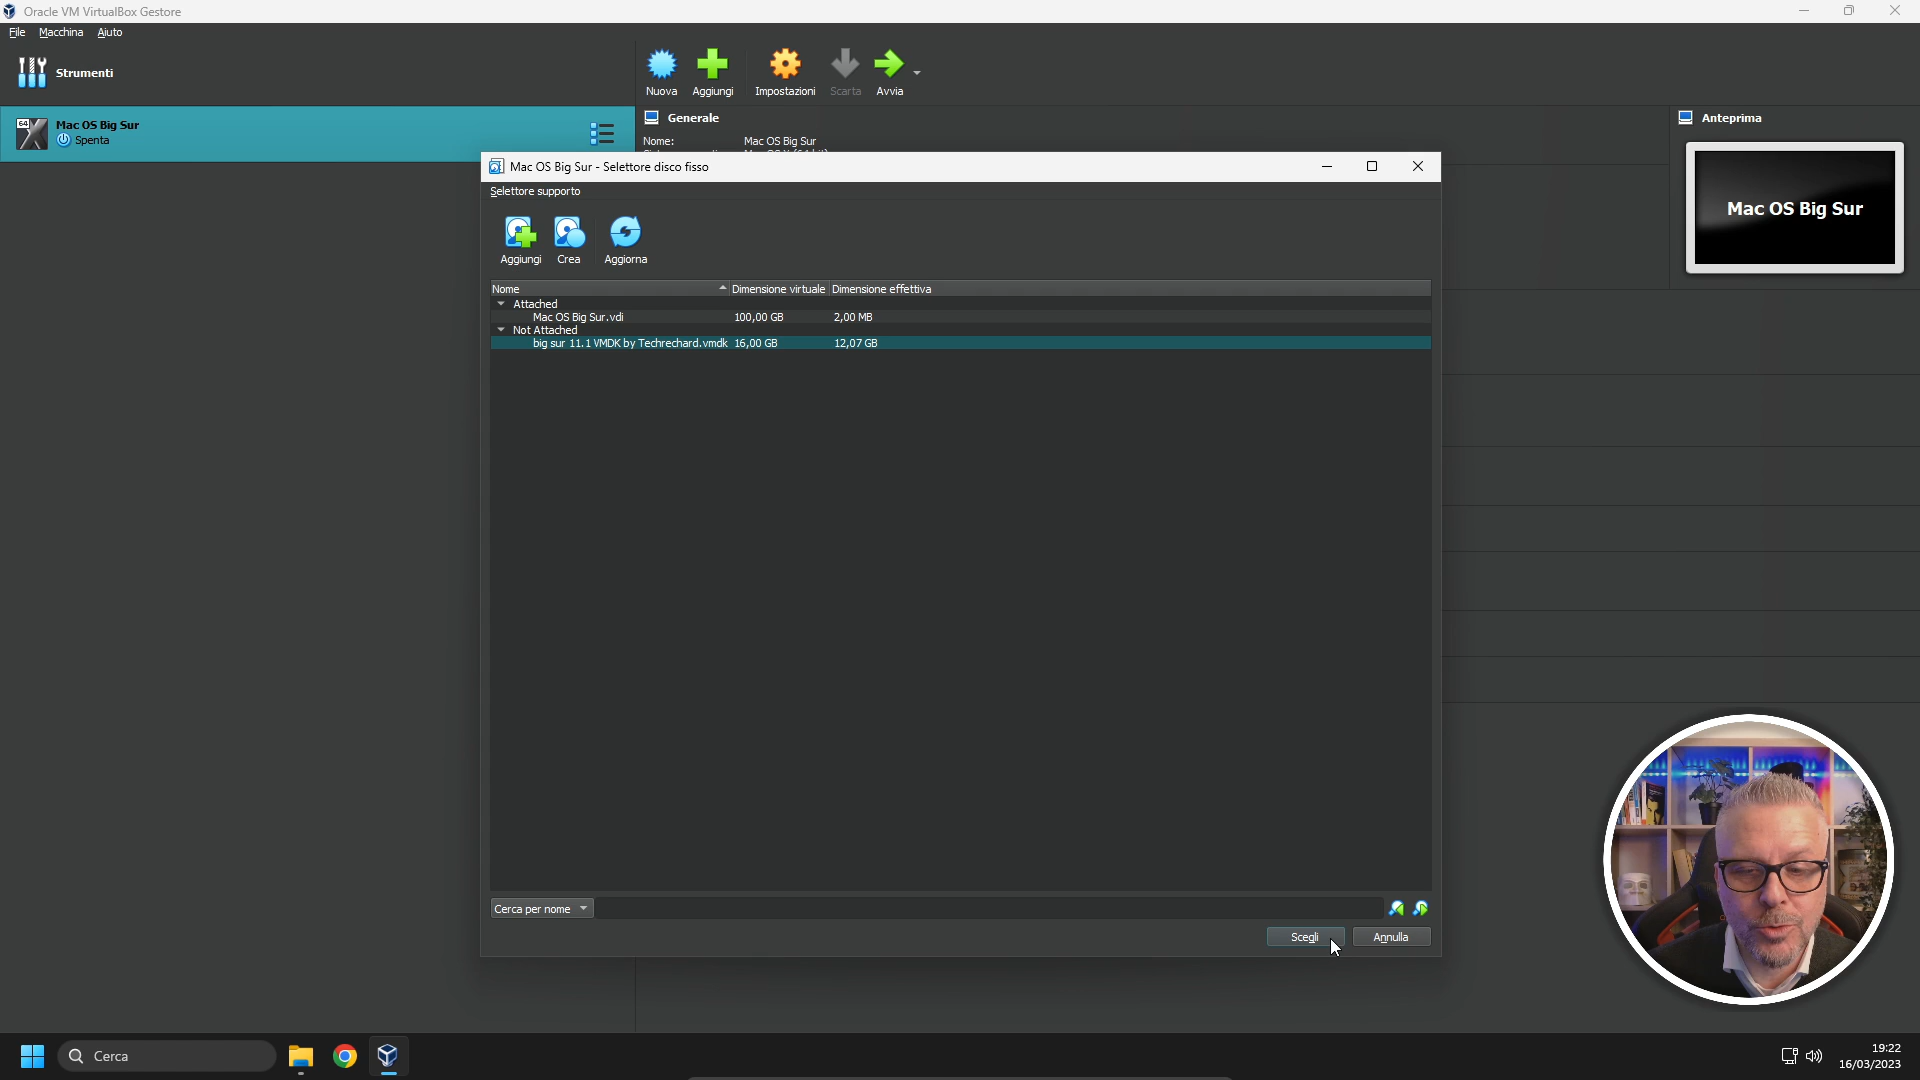 Oracle VM VirtualBox Gestore
File Macchina Aiuto
Strumenti
Nuova Aggiungi Impostazioni Scarta Avvia
64
Mac OS Big Sur
Spenta
Generale
Nome: Mac OS Big Sur
Anteprima
Mac OS Big Sur
Mac OS Big Sur - Selettore disco fisso
Selettore supporto
Aggiungi Crea Aggiorna
Nome Dimensione virtuale Dimensione effettiva
Attached
Mac OS Big Sur.vdi 100,00 GB 2,00 MB
Not Attached
big sur 11.1 VMDK by Techrechard.vmdk 16,00 GB 12,07 GB
Cerca per nome
Scegli Annulla
Cerca
19:22
16/03/2023